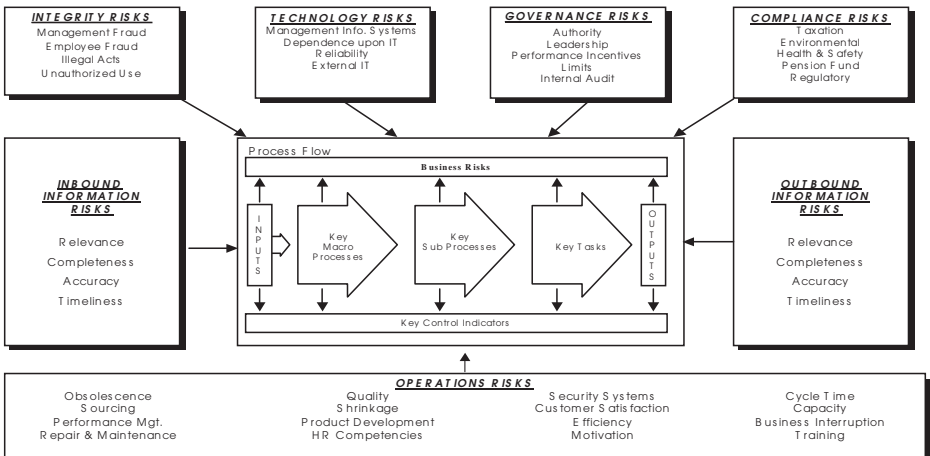 INTEGRITY RISKS
Management Fraud
Employee Fraud
Illegal Acts
Unauthorized Use
TECHNOLOGY RISKS
Management Info. Systems
Dependence upon IT
Reliability
External IT
GOVERNANCE RISKS
Authority
Leadership
Performance Incentives
Limits
Internal Audit
COMPLIANCE RISKS
Taxation
Environmental
Health & Safety
Pension Fund
Regulatory
INBOUND
INFORMATION
RISKS
Relevance
Completeness
Accuracy
Timeliness
Process Flow
Business Risks
INPUTS
Key
Macro
Processes
Key
Sub Processes
Key Tasks
OUTPUTS
Key Control Indicators
OUTBOUND
INFORMATION
RISKS
Relevance
Completeness
Accuracy
Timeliness
OPERATIONS RISKS
Obsolescence
Sourcing
Performance Mgt.
Repair & Maintenance
Quality
Shrinkage
Product Development
HR Competencies
Security Systems
Customer Satisfaction
Efficiency
Motivation
Cycle Time
Capacity
Business Interruption
Training